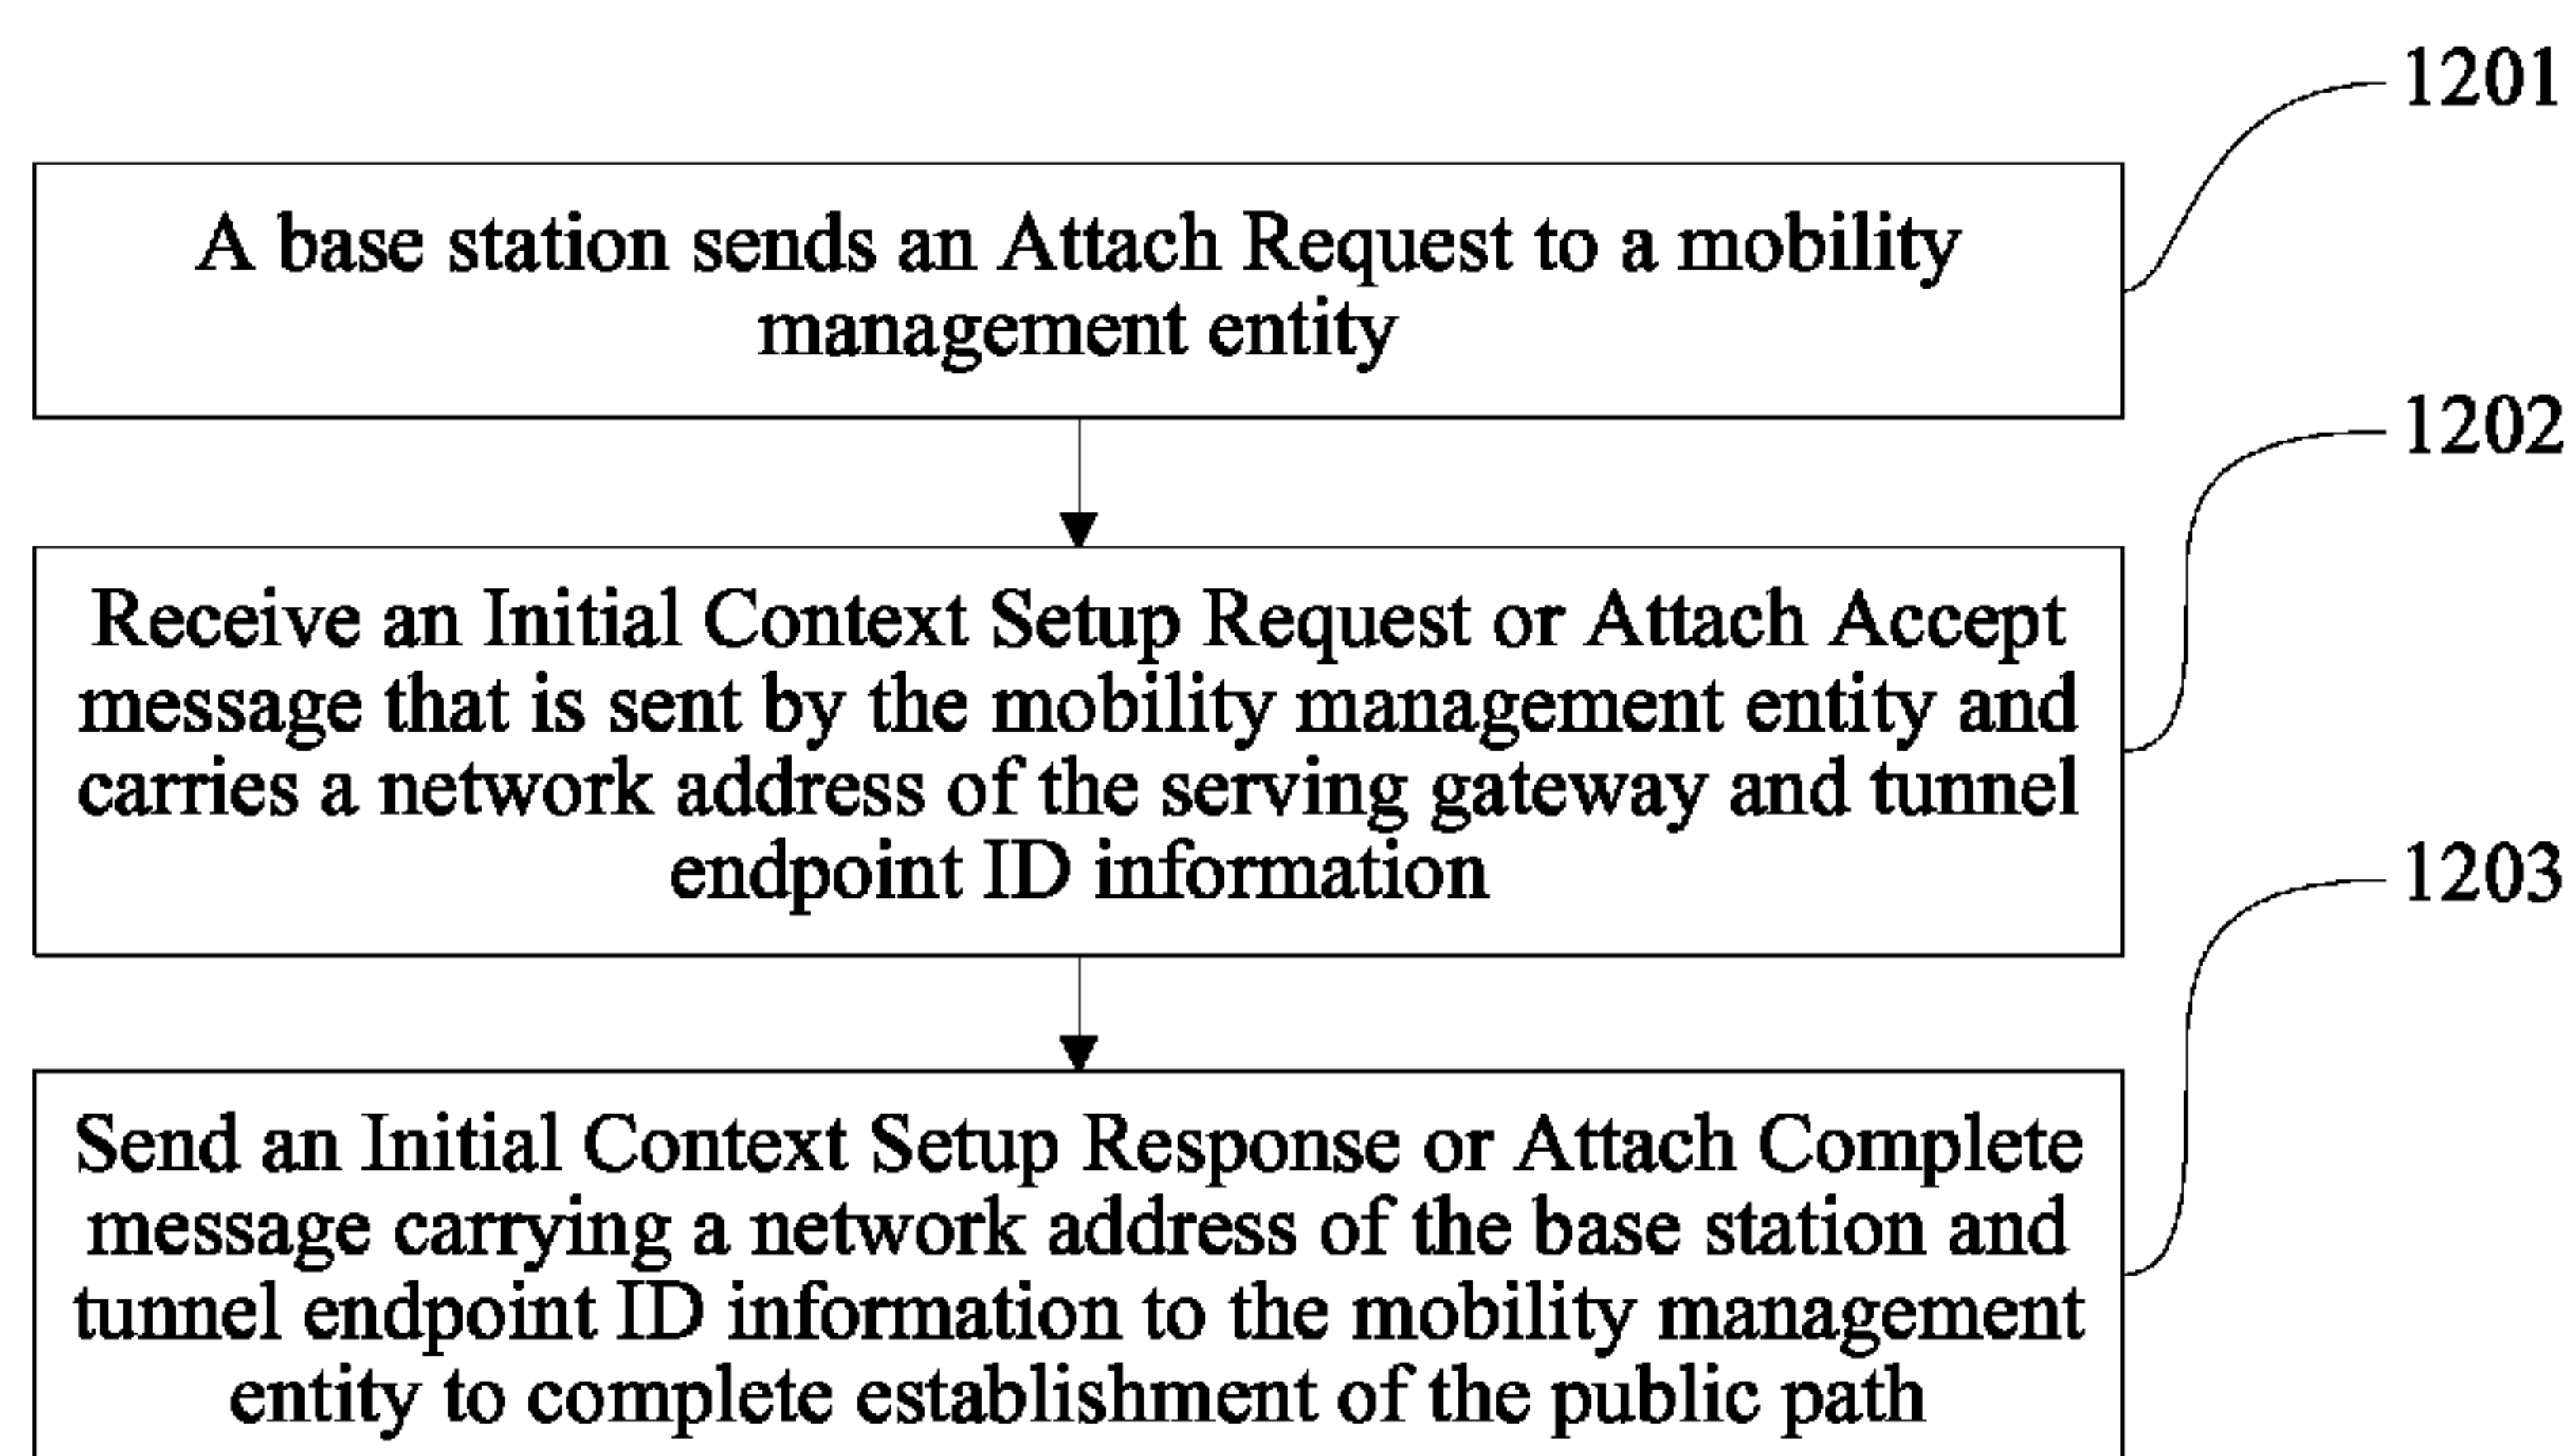 1201
A base station sends an Attach Request to a mobility
management entity
1202
Receive an Initial Context Setup Request or Attach Accept
message that is sent by the mobility management entity and
carries a network address of the serving gateway and tunnel
endpoint ID information
1203
Send an Initial Context Setup Response or Attach Complete
message carrying a network address of the base station and
tunnel endpoint ID information to the mobility management
entity to complete establishment of the public path